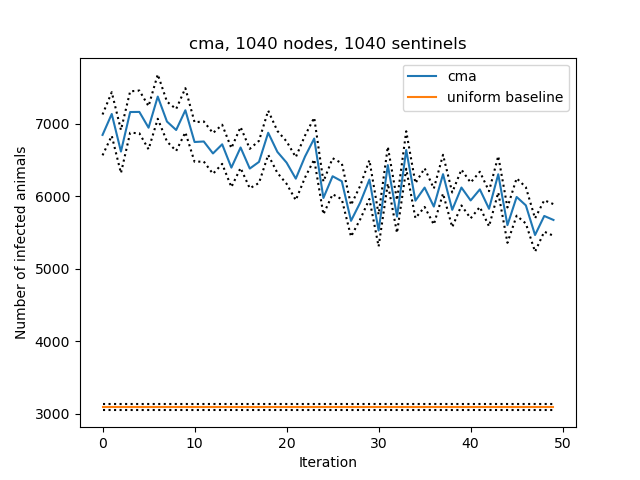 cma, 1040 nodes, 1040 sentinels
cma
uniform baseline
Number of infected animals
7000
6000
5000
4000
3000
0 10 20 30 40 50
Iteration